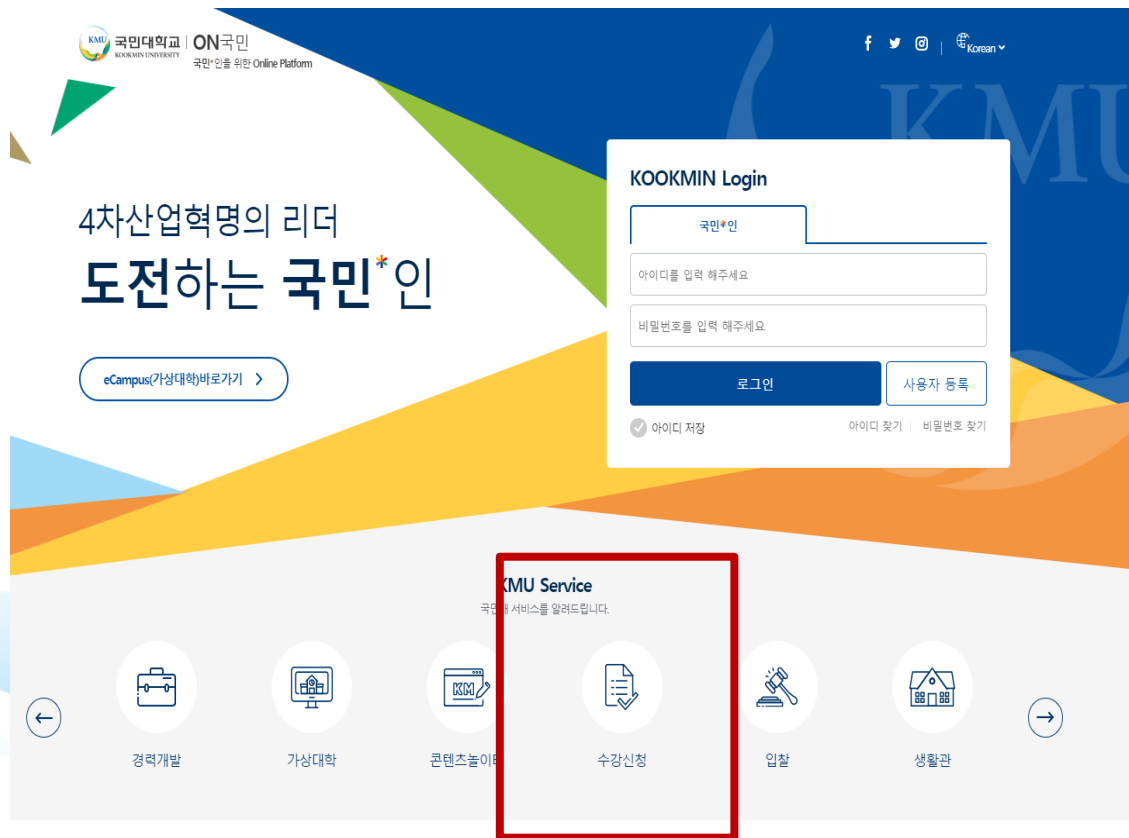 KMU 국민대학교 ON국민
KOOKMIN UNIVERSITY
국민*인을 위한 Online Platform
Korean
KMU
4차산업혁명의 리더
도전하는 국민*인
eCampus(가상대학)바로가기
KOOKMIN Login
국민*인
아이디를 입력 해주세요
비밀번호를 입력 해주세요
로그인
사용자 등록
아이디 저장
아이디 찾기
비밀번호 찾기
KMU Service
서비스를 알려드립니다.
경력개발
가상대학
KM
콘텐츠놀이터
수강신청
입찰
생활관